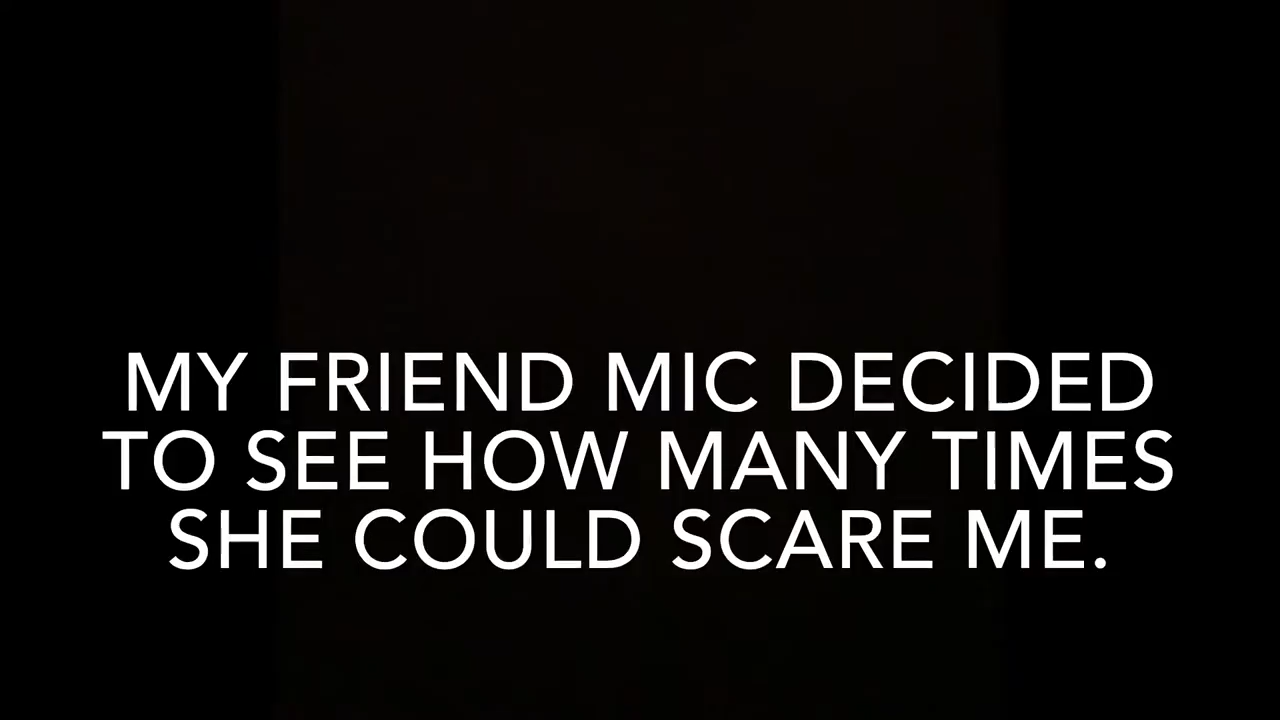 MY FRIEND MIC DECIDED
TO SEE HOW MANY TIMES
SHE COULD SCARE ME.